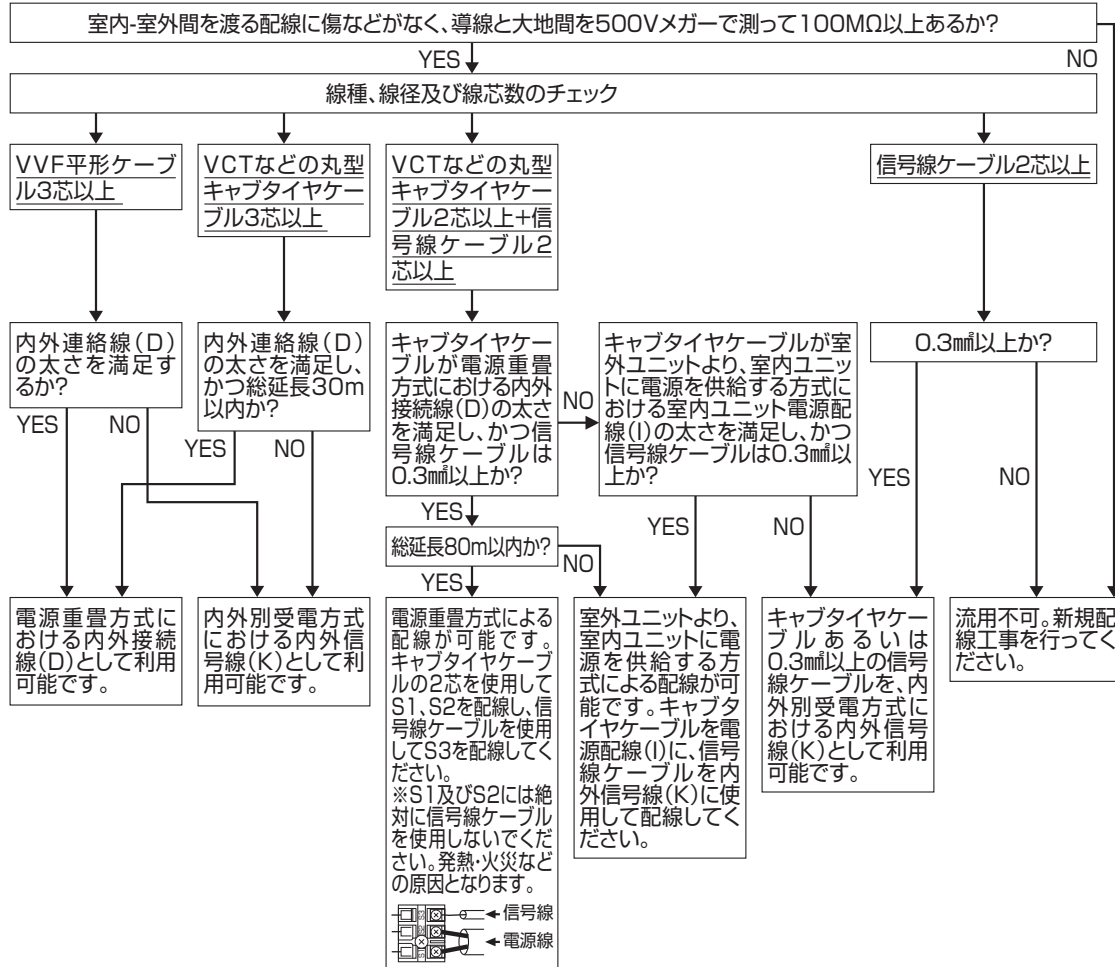 室内-室外間を渡る配線に傷などがなく、導線と大地間を500Vメガーで測って100MΩ以上あるか?
YES
NO
線種、線径及び線芯数のチェック
VVF平形ケーブ
ル3芯以上
VCTなどの丸型
キャブタイヤケー
ブル3芯以上
VCTなどの丸型
キャブタイヤケー
ブル2芯以上+信
号線ケーブル2
芯以上
信号線ケーブル2芯以上
内外連絡線(D)
の太さを満足す
るか?
YES
NO
内外連絡線(D)
の太さを満足し、
かつ総延長30m
以内か?
YES
NO
キャブタイヤケー
ブルが電源重畳
方式における内外
接続線(D)の太さ
を満足し、かつ信
号線ケーブルは
0.3㎟以上か?
NO
YES
キャブタイヤケーブルが室
外ユニットより、室内ユニッ
トに電源を供給する方式に
おける室内ユニット電源配
線(I)の太さを満足し、かつ
信号線ケーブルは0.3㎟以
上か?
YES
NO
0.3㎟以上か?
YES
NO
総延長80m以内か?
NO
YES
電源重畳方式に
おける内外接続
線(D)として利用
可能です。
内外別受電方式
における内外信
号線(K)として利
用可能です。
電源重畳方式による
配線が可能です。
キャブタイヤケーブ
ルの2芯を使用して
S1、S2を配線し、信
号線ケーブルを使用
してS3を配線してく
ださい。
※S1及びS2には絶
対に信号線ケーブル
を使用しないでくだ
さい。発熱・火災など
の原因となります。
S3
S2
S1
信号線
電源線
室外ユニットより、
室内ユニットに電
源を供給する方
式による配線が可
能です。キャブタ
イヤケーブルを電
源配線(I)に、信号
線ケーブルを内
外信号線(K)に使
用して配線してく
ださい。
キャブタイヤケー
ブルあるいは
0.3㎟以上の信号
線ケーブルを、内
外別受電方式に
おける内外信号
線(K)として利用
可能です。
流用不可。新規配
線工事を行ってく
ださい。